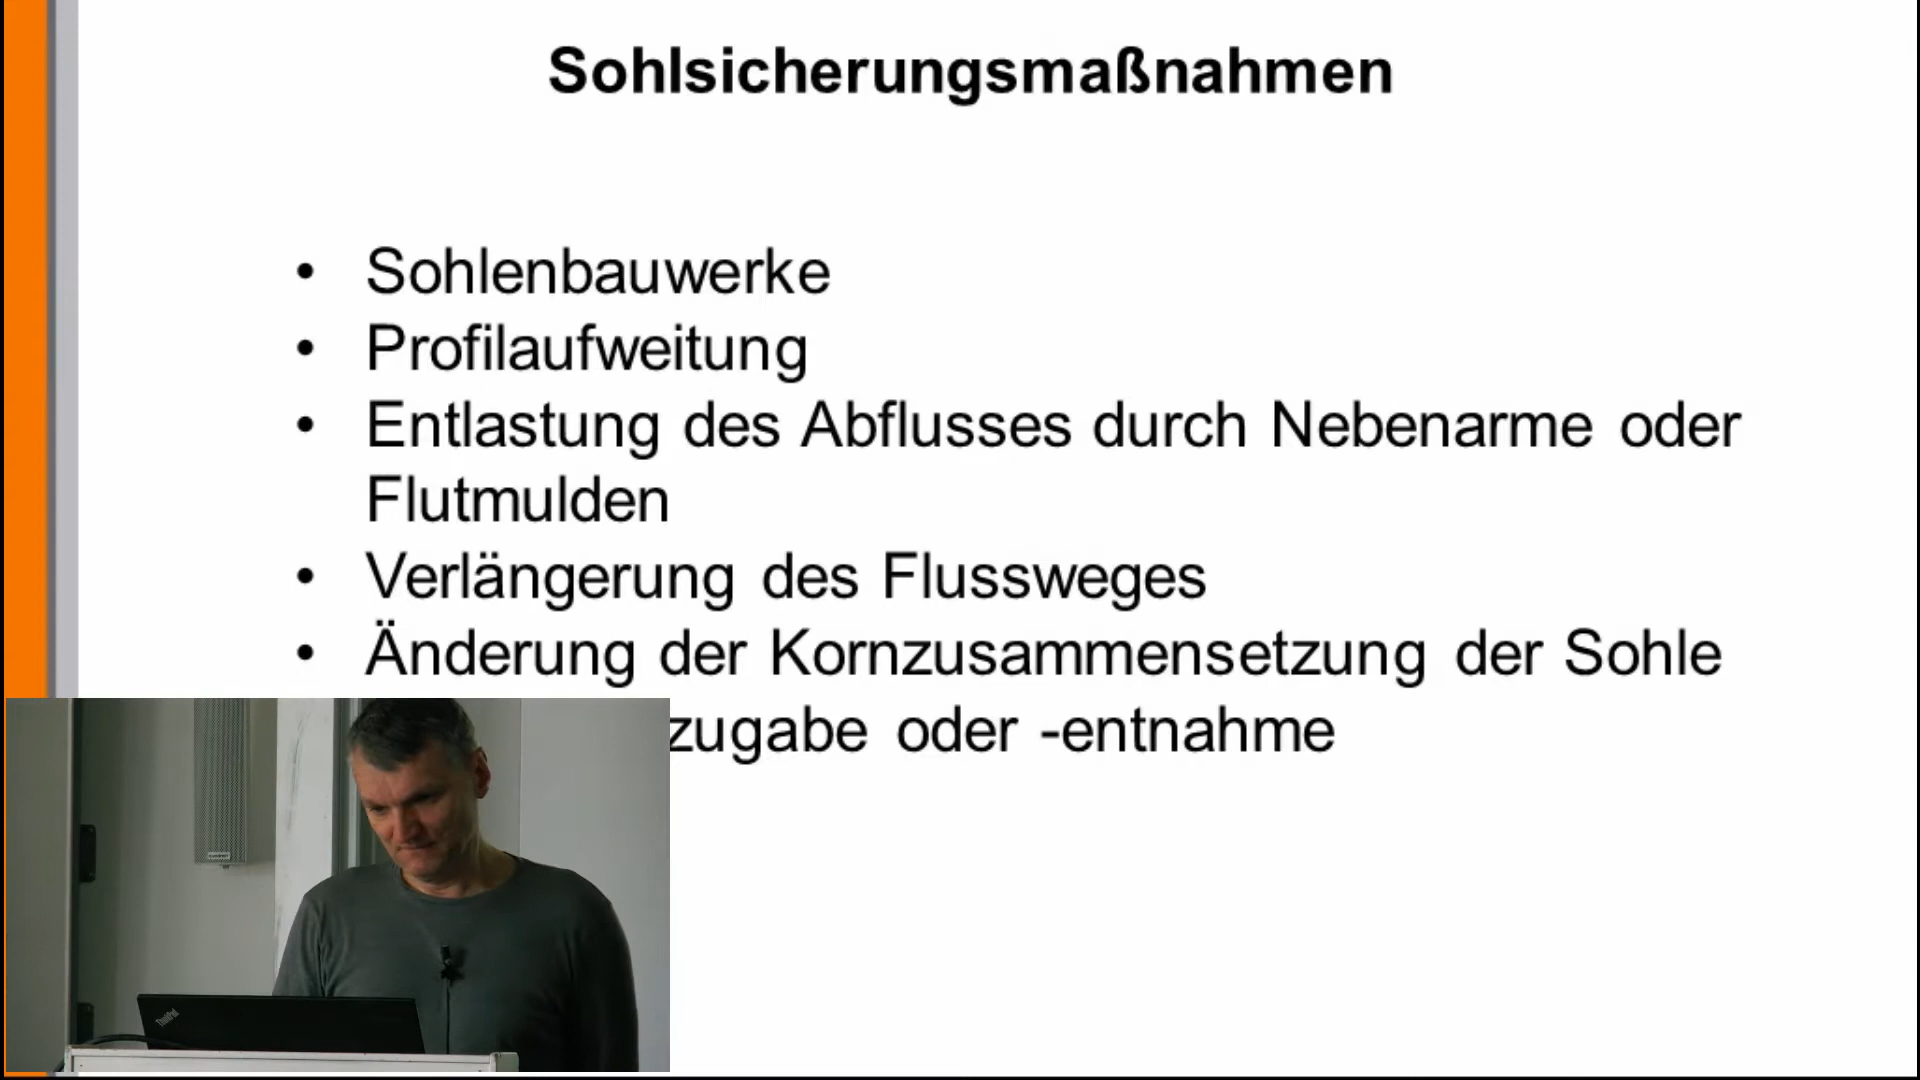 Sohlsicherungsmaßnahmen
• Sohlenbauwerke
• Profilaufweitung
• Entlastung des Abflusses durch Nebenarme oder
Flutmulden
• Verlängerung des Flussweges
• Änderung der Kornzusammensetzung der Sohle
zugabe oder -entnahme
ThinkPad